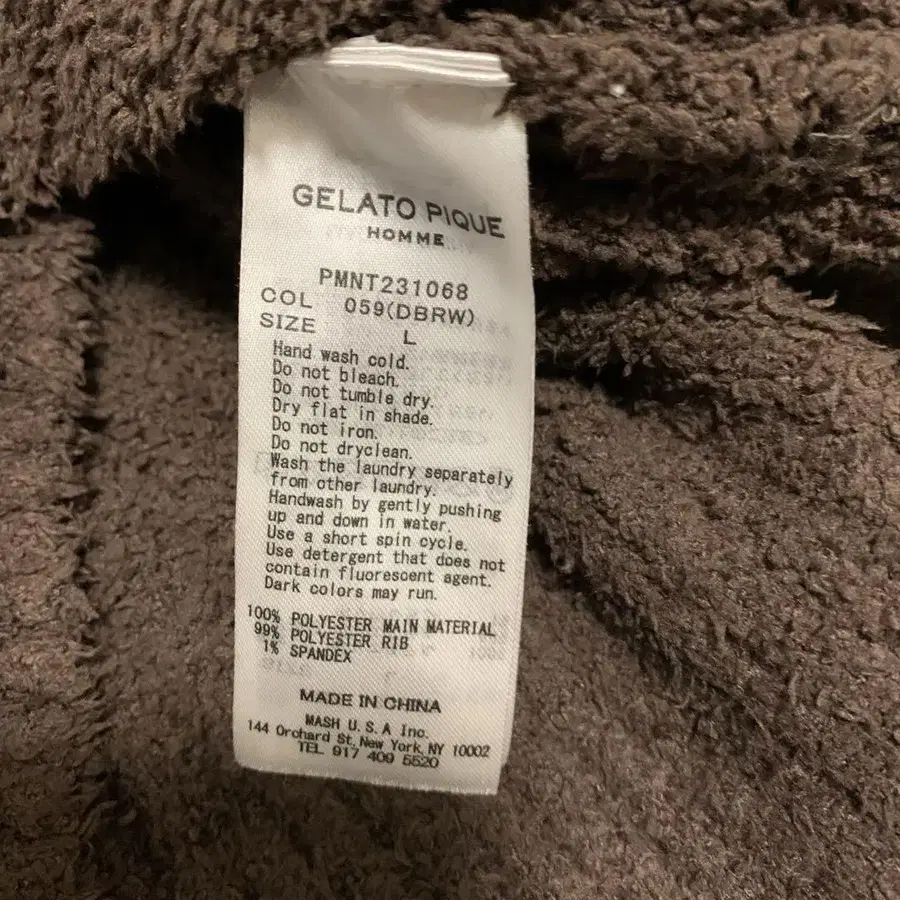 GELATO PIQUE
HOMME
PMNT231068
COL 059(DBRW)
SIZE L
Hand wash cold.
Do not bleach.
Do not tumble dry.
Dry flat in shade.
Do not iron.
Do not dryclean.
Wash the laundry separately
from other laundry.
Handwash by gently pushing
up and down in water.
Use a short spin cycle.
Use detergent that does not
contain fluorescent agent.
Dark colors may run.
100% POLYESTER MAIN MATERIAL
99% POLYESTER RIB
1% SPANDEX
MADE IN CHINA
MASH U.S.A Inc.
144 Orchard St, New York, NY 10002
TEL 917 409 5520